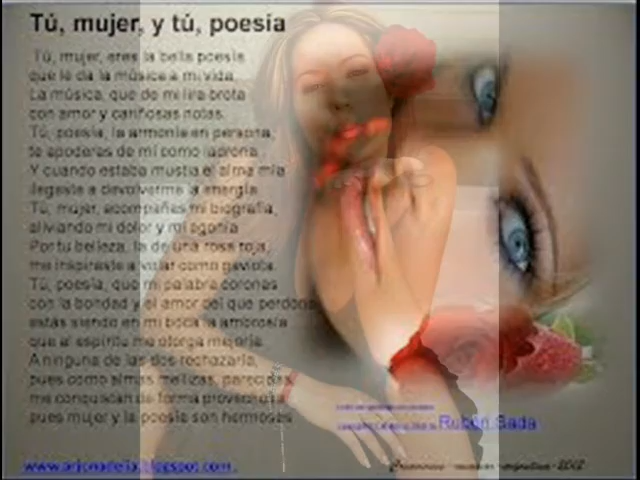 Tú, mujer, y tú, poesía
Tú, mujer, eres la bella poesía
que le da la música a mi vida
La música, que de mi lira brota
con amor y cariñosas notas.
Tú, poesía, la armonía en persona,
te apoderas de mí como ladrona
Y cuando estaba mustia el alma mía
llegaste a devolverme la energía
Tú, mujer, acompañas mi biografía,
aliviando mi dolor y mi agonía
Por tu belleza, la de una rosa roja,
me inspiraste a volar como gaviota.
Tú, poesía, que mi palabra coronas
con la bondad y el amor del que perdona
estás siendo en mi boca la ambrosía
que al espíritu me otorga mejoría
A ninguna de las dos rechazaría,
pues como almas mellizas, parecidas,
me conquistan de forma provechosa
pues mujer y la poesía son hermosas
Rubén Sada
www.arjonadelia.blogspot.com
2012